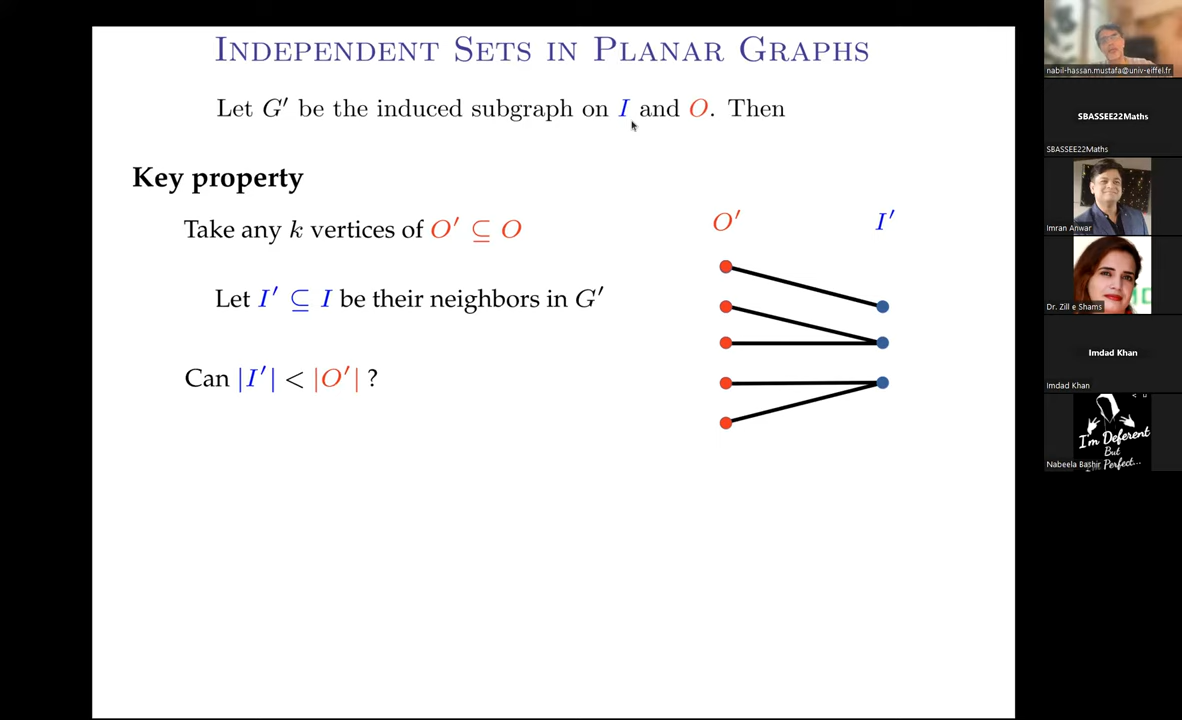 INDEPENDENT SETS IN PLANAR GRAPHS
Let G′ be the induced subgraph on I and O. Then
Key property
Take any k vertices of O′ ⊆ O
Let I′ ⊆ I be their neighbors in G′
Can |I′| < |O′| ?
O′
I′
nabil-hassan.mustafa@univ-eiffel.fr
SBASSEE22Maths
SBASSEE22Maths
Imran Anwar
Dr. Zill e Shams
Imdad Khan
Imdad Khan
I'm Deferent
But
Perfect...
Nabeela Bashir